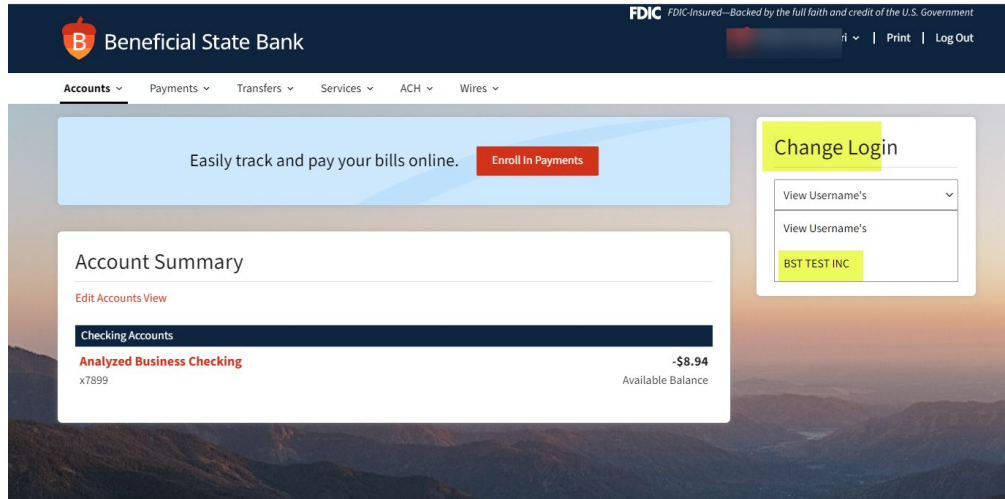 FDIC FDIC-Insured—Backed by the full faith and credit of the U.S. Government
B Beneficial State Bank
Print | Log Out
Accounts Payments Transfers Services ACH Wires
Easily track and pay your bills online. Enroll In Payments
Change Login
View Username's
View Username's
BST TEST INC
Account Summary
Edit Accounts View
Checking Accounts
Analyzed Business Checking -$8.94
x7899 Available Balance